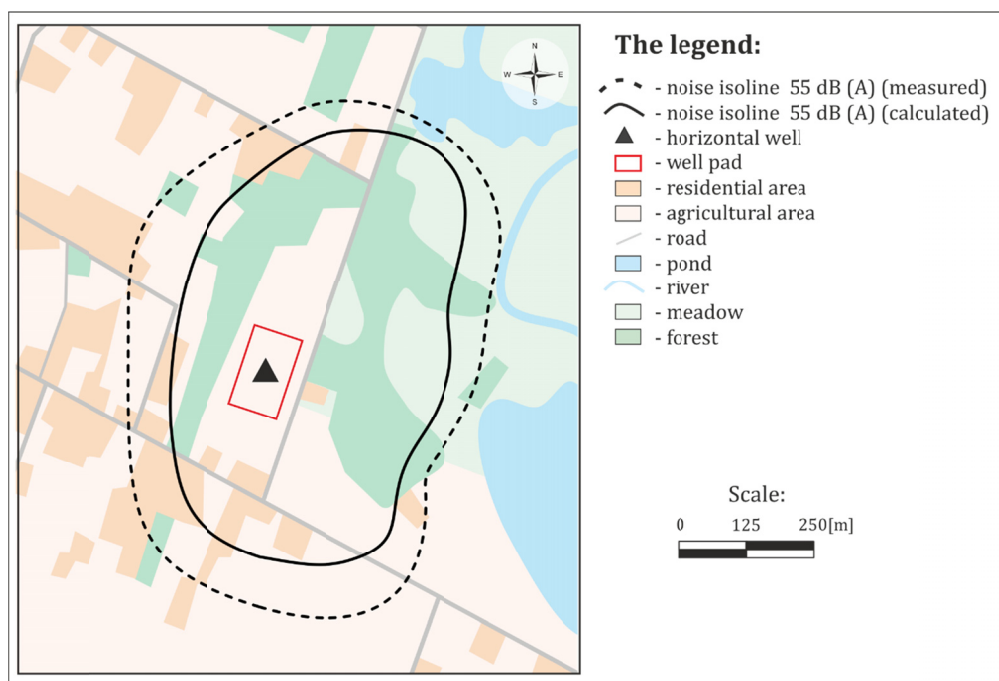 N
W E
S
The legend:
- noise isoline 55 dB (A) (measured)
- noise isoline 55 dB (A) (calculated)
- horizontal well
- well pad
- residential area
- agricultural area
- road
- pond
- river
- meadow
- forest
Scale:
0 125 250[m]